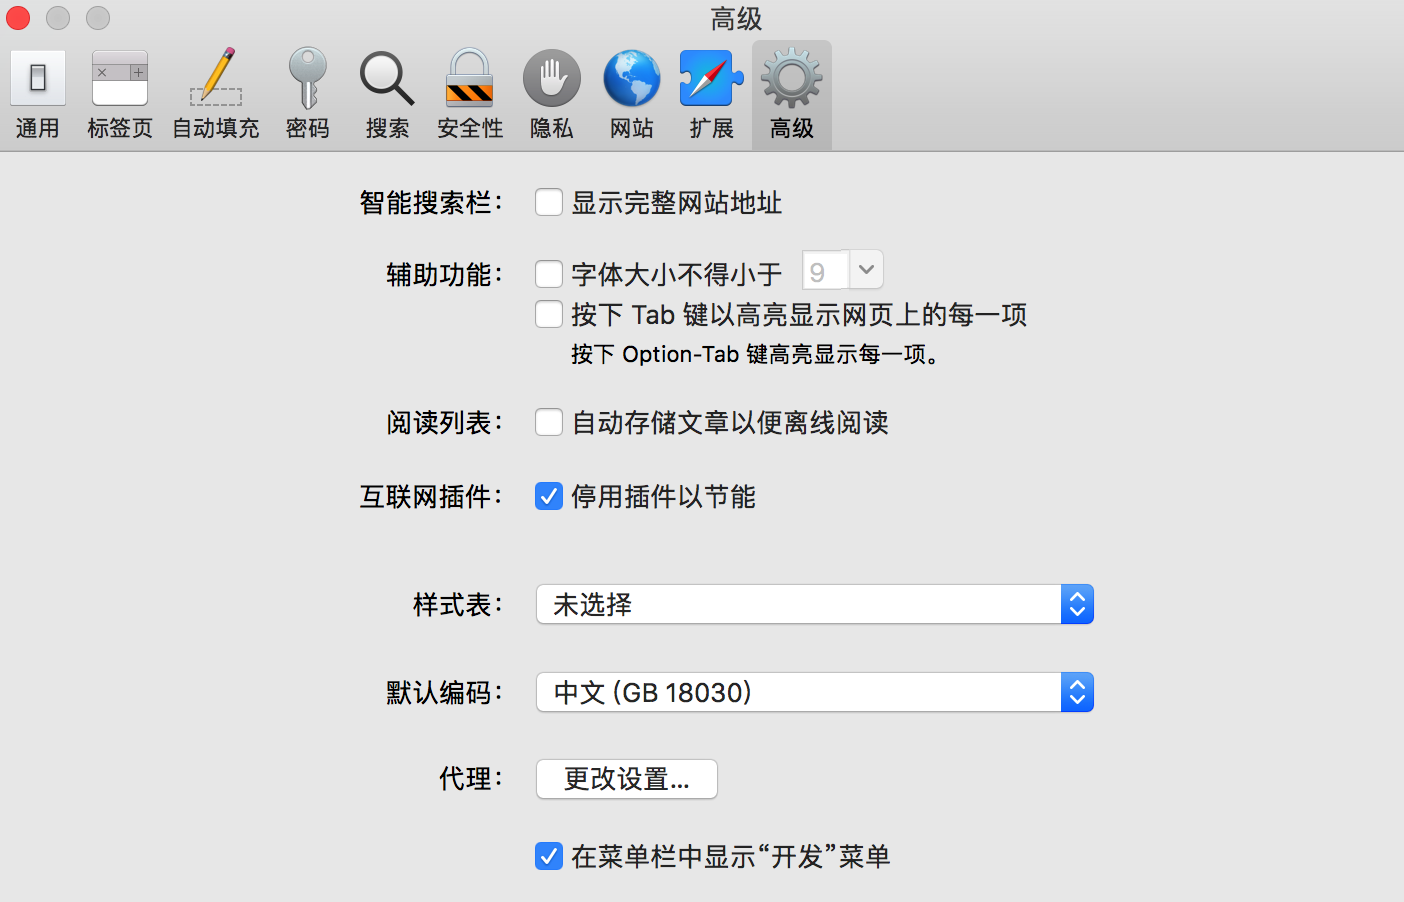 高级
通用 标签页 自动填充 密码 搜索 安全性 隐私 网站 扩展 高级
智能搜索栏： 显示完整网站地址
辅助功能： 字体大小不得小于 9
按下 Tab 键以高亮显示网页上的每一项
按下 Option-Tab 键高亮显示每一项。
阅读列表： 自动存储文章以便离线阅读
互联网插件： 停用插件以节能
样式表： 未选择
默认编码： 中文 (GB 18030)
代理： 更改设置...
在菜单栏中显示“开发”菜单